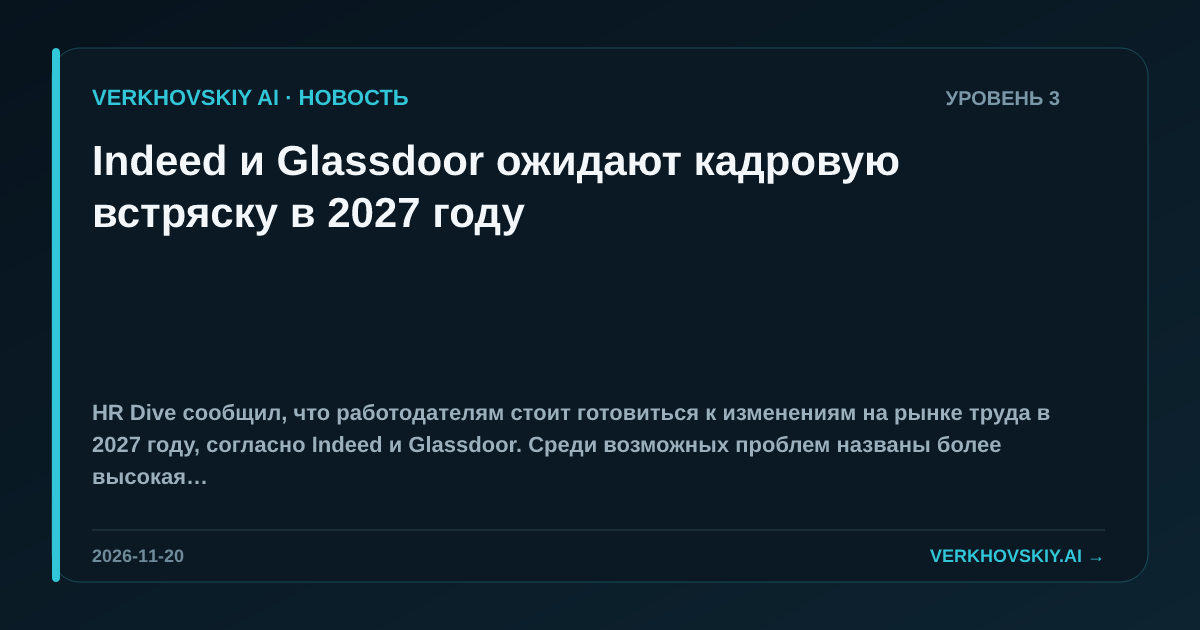 VERKHOVSKIY AI · НОВОСТЬ
УРОВЕНЬ 3
Indeed и Glassdoor ожидают кадровую
встряску в 2027 году
HR Dive сообщил, что работодателям стоит готовиться к изменениям на рынке труда в
2027 году, согласно Indeed и Glassdoor. Среди возможных проблем названы более
высокая…
2026-11-20
VERKHOVSKIY.AI →